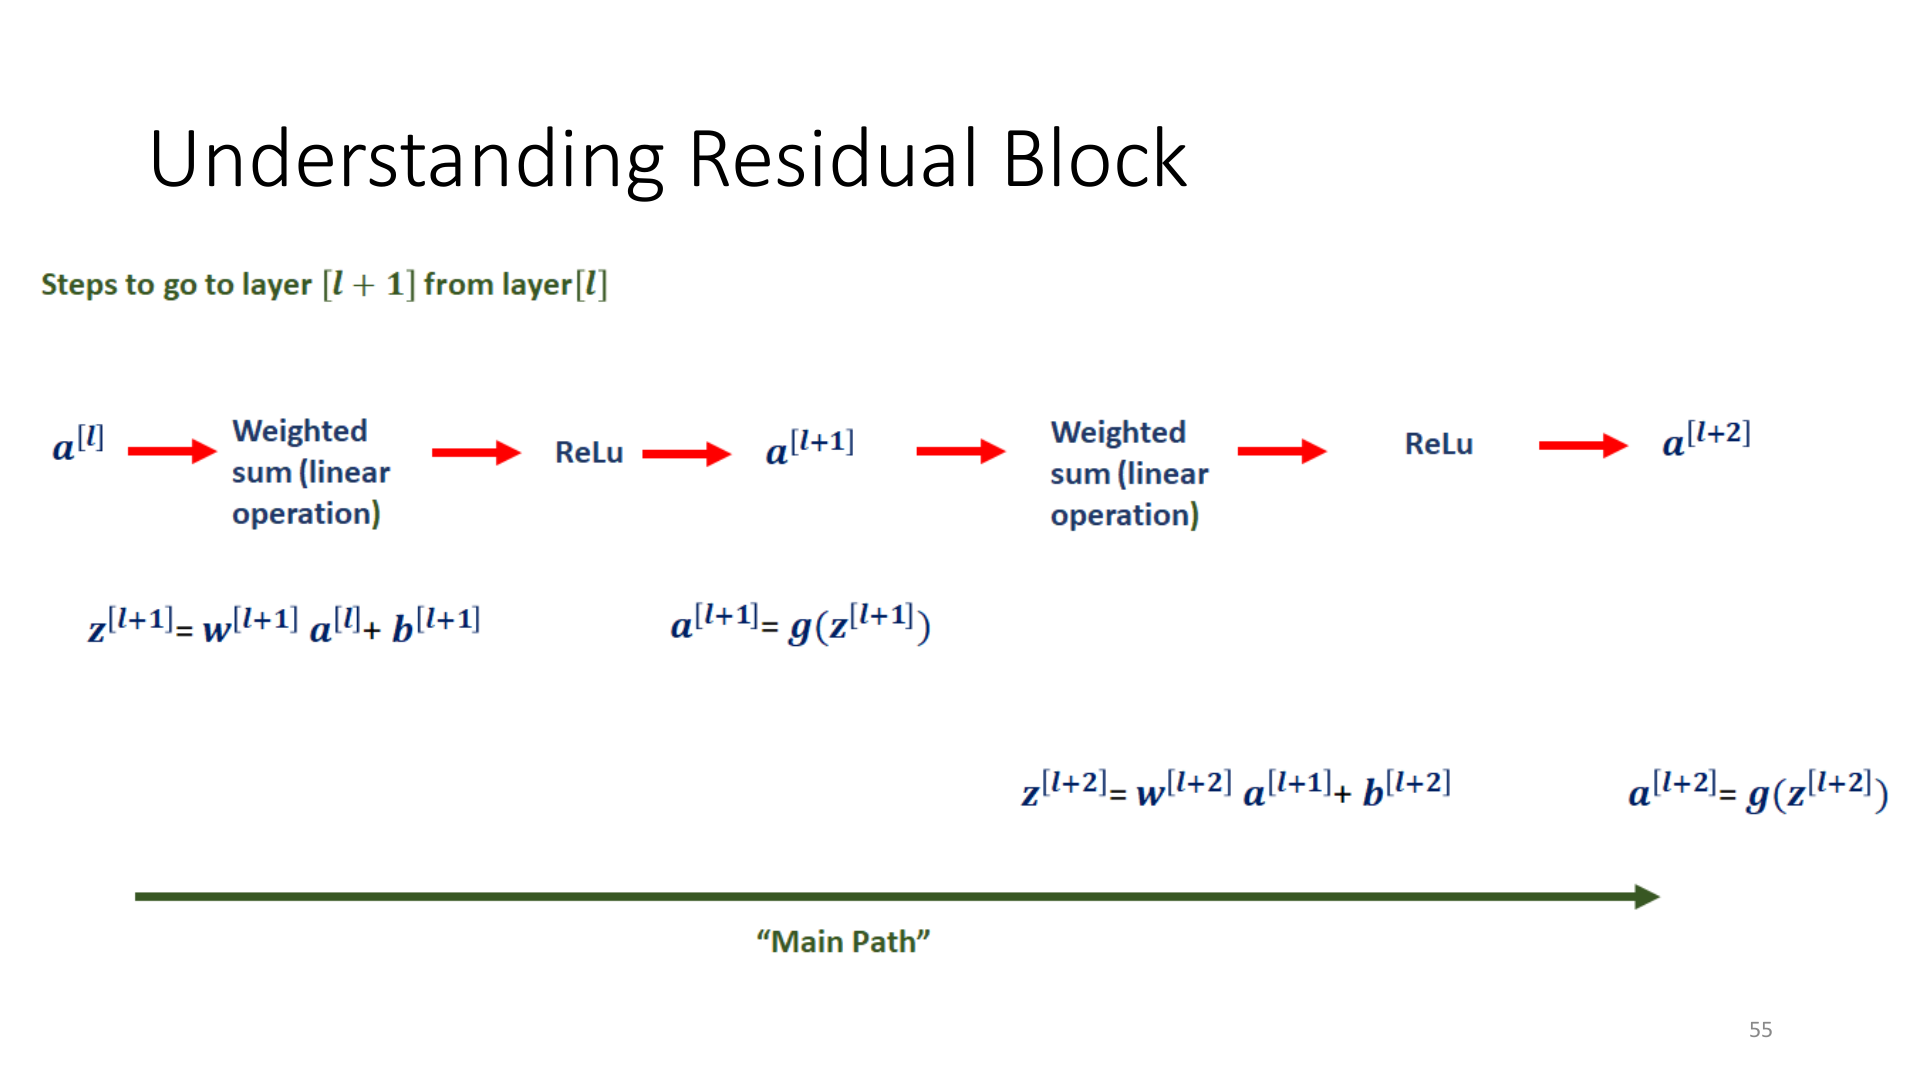 Understanding Residual Block
Steps to go to layer [l + 1] from layer[l]
a[l]
Weighted
sum (linear
operation)
ReLu
a[l+1]
Weighted
sum (linear
operation)
ReLu
a[l+2]
z[l+1]= w[l+1] a[l]+ b[l+1]
a[l+1]= g(z[l+1])
z[l+2]= w[l+2] a[l+1]+ b[l+2]
a[l+2]= g(z[l+2])
“Main Path”
55